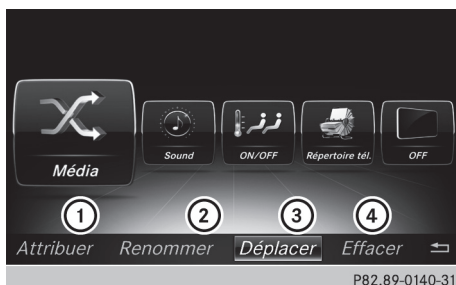 Média
Sound
ON/OFF
Répertoire tél.
OFF
1 2 3 4
Attribuer Renommer Déplacer Effacer
P82.89-0140-31